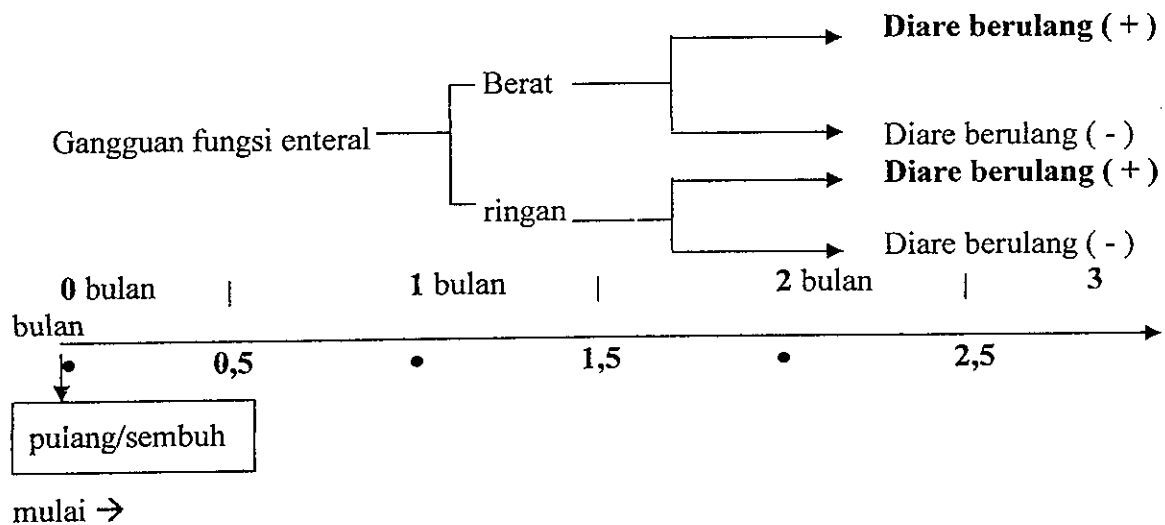 Diare berulang ( + )
Berat
Gangguan fungsi enteral
Diare berulang ( - )
Diare berulang ( + )
ringan
Diare berulang ( - )
0 bulan | 1 bulan | 2 bulan | 3
bulan
0,5 1,5 2,5
pulang/sembuh
mulai →